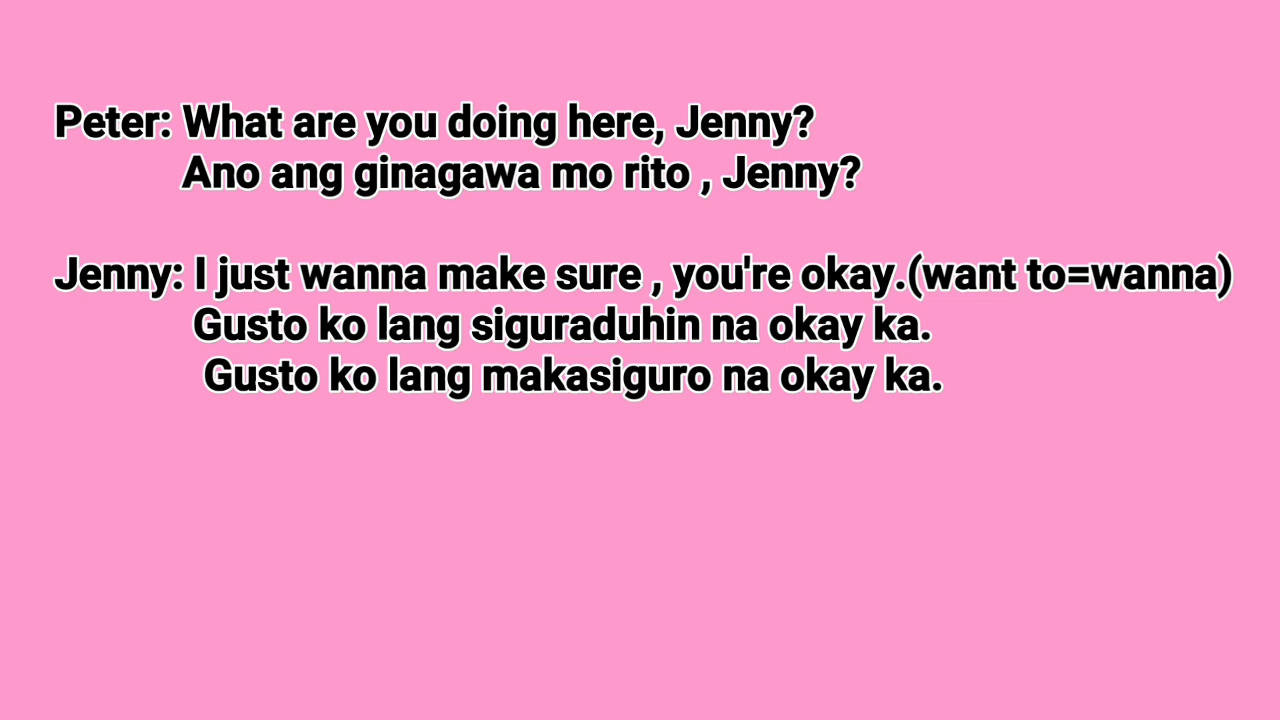 Peter: What are you doing here, Jenny?
Ano ang ginagawa mo rito , Jenny?
Jenny: I just wanna make sure , you're okay.(want to=wanna)
Gusto ko lang siguraduhin na okay ka.
Gusto ko lang makasiguro na okay ka.